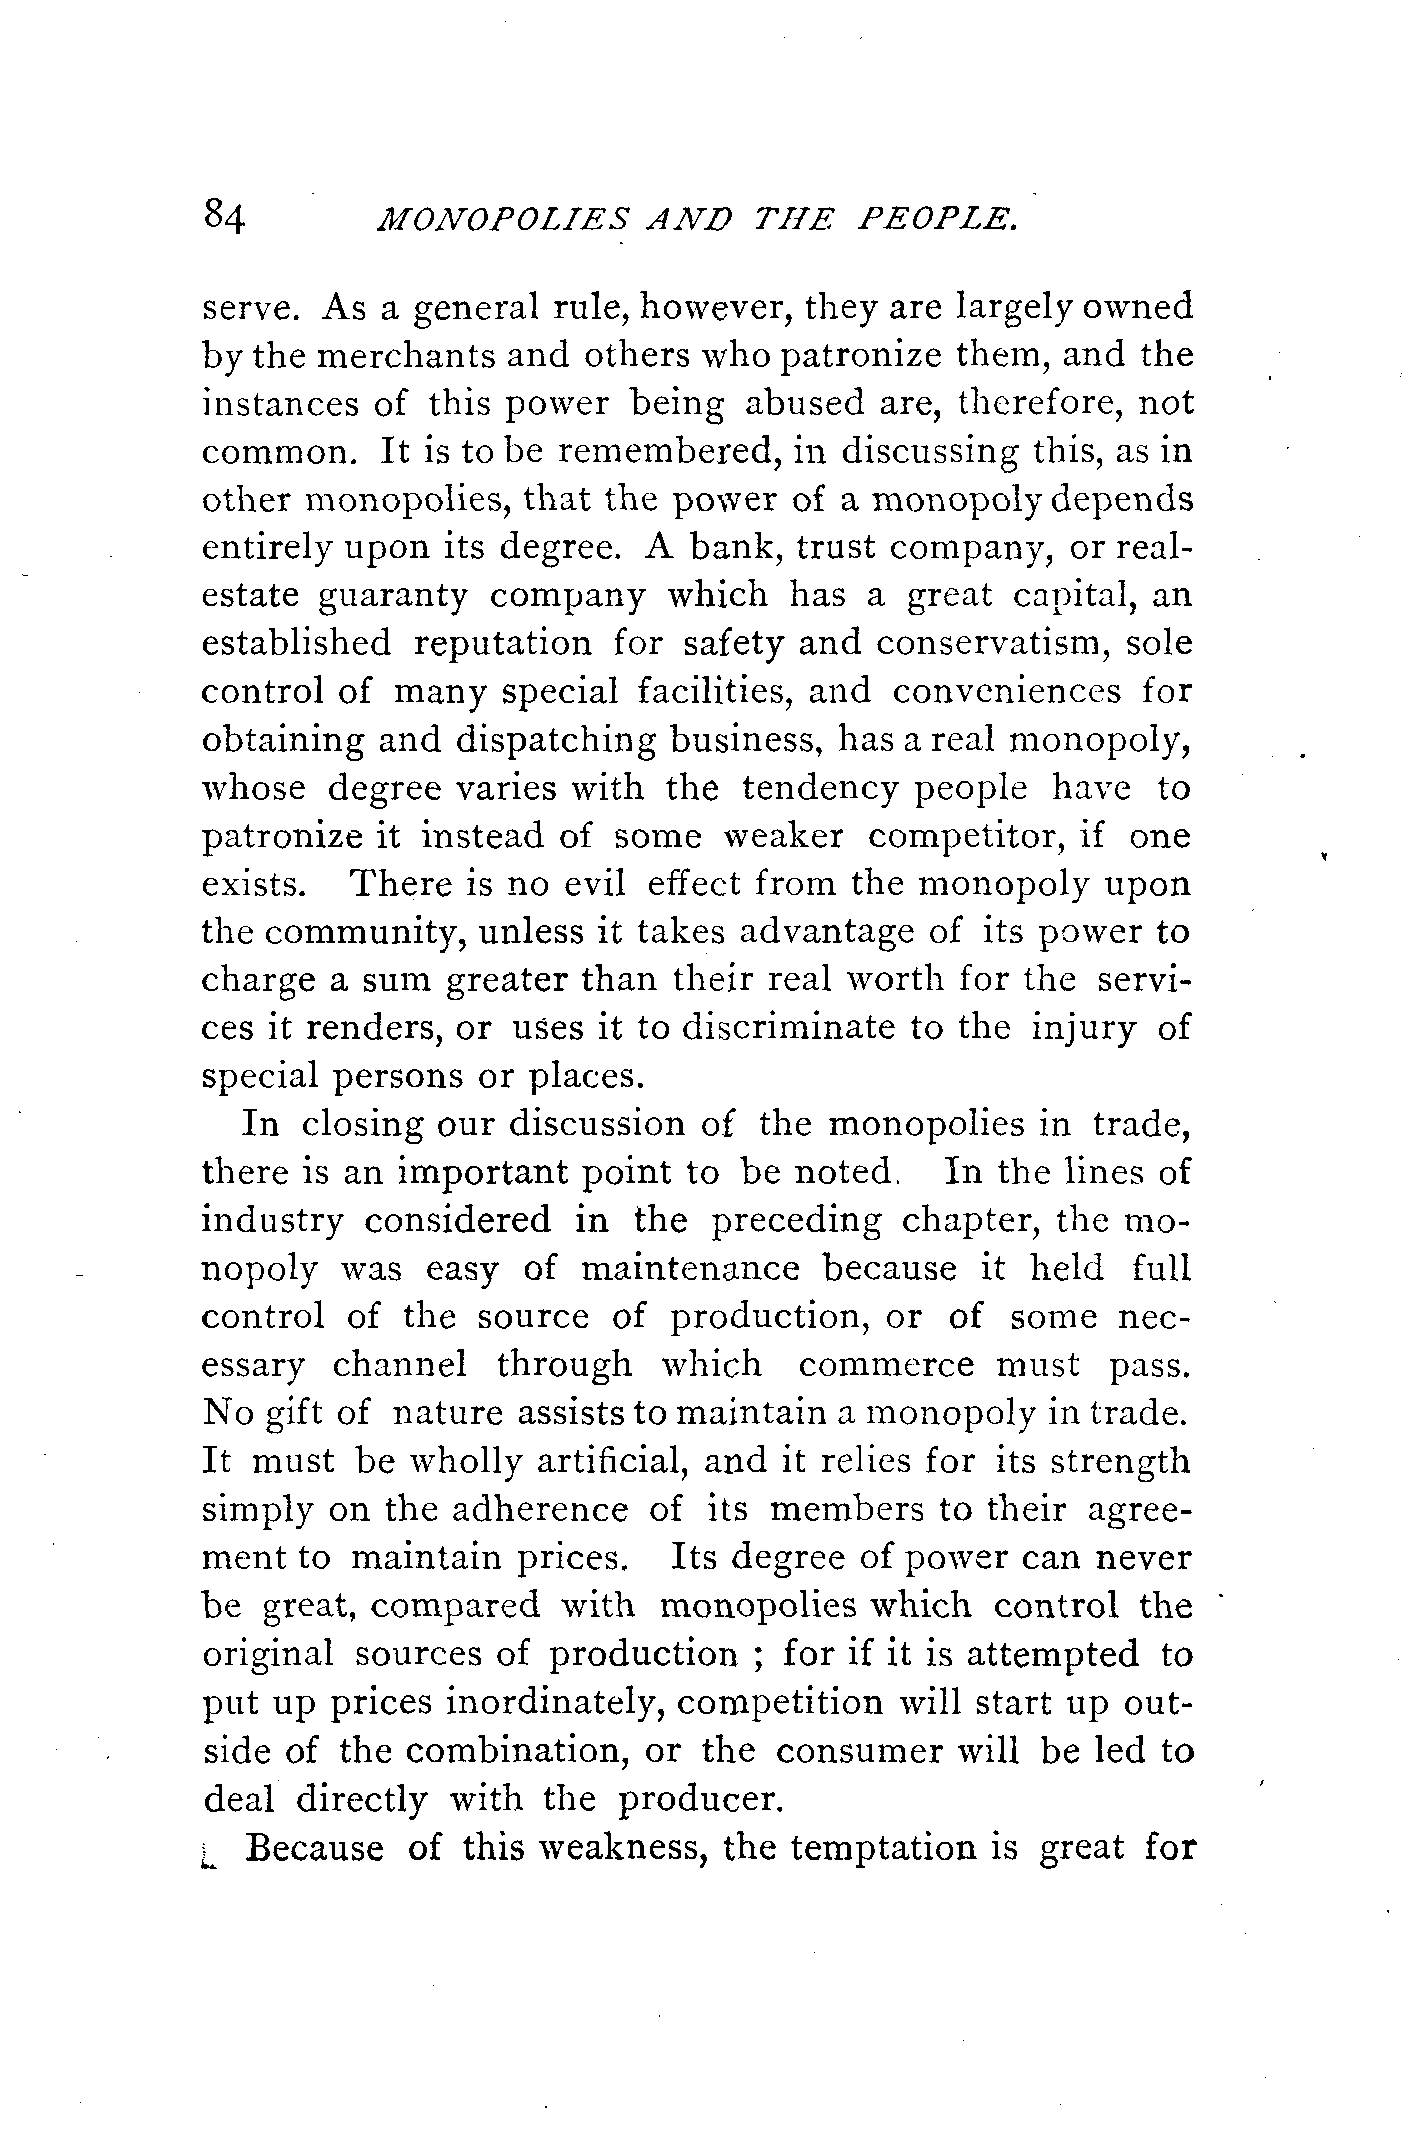 84 MONOPOLIES AND THE PEOPLE.
serve. As a general rule, however, they are largely owned
by the merchants and others who patronize them, and the
instances of this power being abused are, therefore, not
common. It is to be remembered, in discussing this, as in
other monopolies, that the power of a monopoly depends
entirely upon its degree. A bank, trust company, or real-
estate guaranty company which has a great capital, an
established reputation for safety and conservatism, sole
control of many special facilities, and conveniences for
obtaining and dispatching business, has a real monopoly,
whose degree varies with the tendency people have to
patronize it instead of some weaker competitor, if one
exists. There is no evil effect from the monopoly upon
the community, unless it takes advantage of its power to
charge a sum greater than their real worth for the servi-
ces it renders, or uses it to discriminate to the injury of
special persons or places.
In closing our discussion of the monopolies in trade,
there is an important point to be noted. In the lines of
industry considered in the preceding chapter, the mo-
nopoly was easy of maintenance because it held full
control of the source of production, or of some nec-
essary channel through which commerce must pass.
No gift of nature assists to maintain a monopoly in trade.
It must be wholly artificial, and it relies for its strength
simply on the adherence of its members to their agree-
ment to maintain prices. Its degree of power can never
be great, compared with monopolies which control the
original sources of production ; for if it is attempted to
put up prices inordinately, competition will start up out-
side of the combination, or the consumer will be led to
deal directly with the producer.
Because of this weakness, the temptation is great for